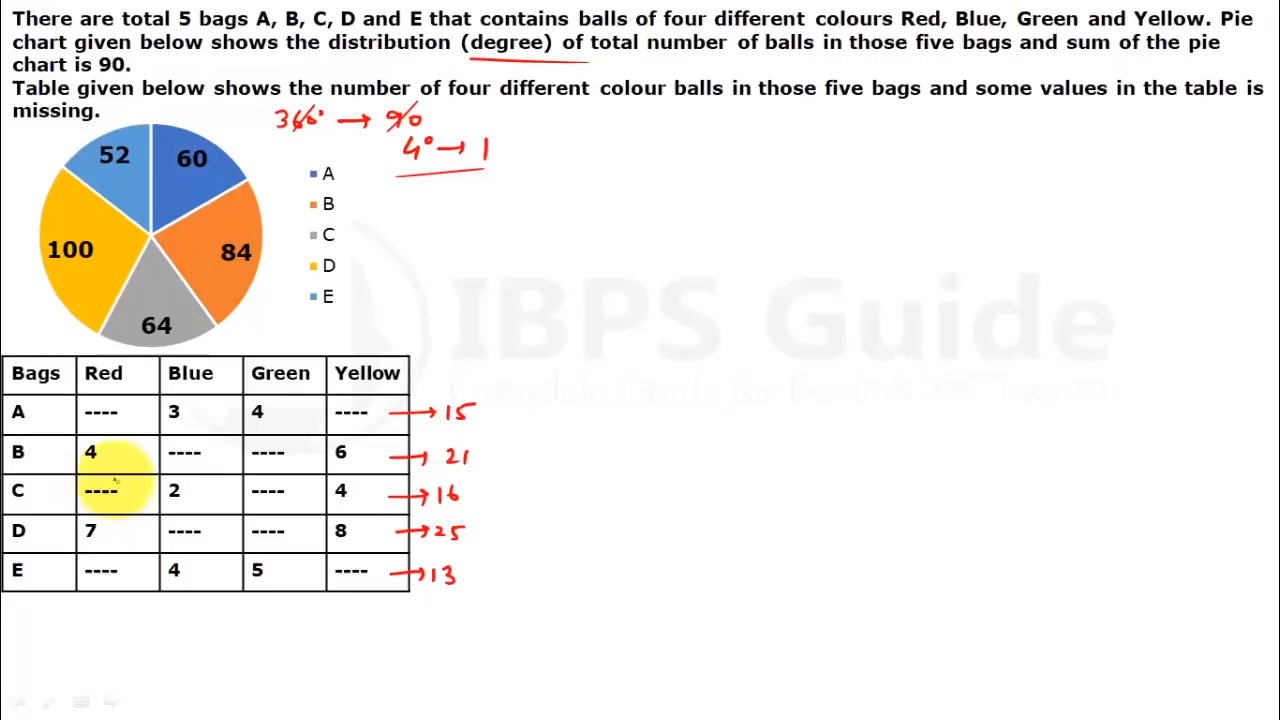 There are total 5 bags A, B, C, D and E that contains balls of four different colours Red, Blue, Green and Yellow. Pie
chart given below shows the distribution (degree) of total number of balls in those five bags and sum of the pie
chart is 90.
Table given below shows the number of four different colour balls in those five bags and some values in the table is
missing.
360° → 90
4° → 1
52 60
100 84
64
A
B
C
D
E
IBPS Guide
Bags Red Blue Green Yellow
A ---- 3 4 ---- → 15
B 4 ---- ---- 6 → 21
C ---- 2 ---- 4 → 16
D 7 ---- ---- 8 → 25
E ---- 4 5 ---- → 13